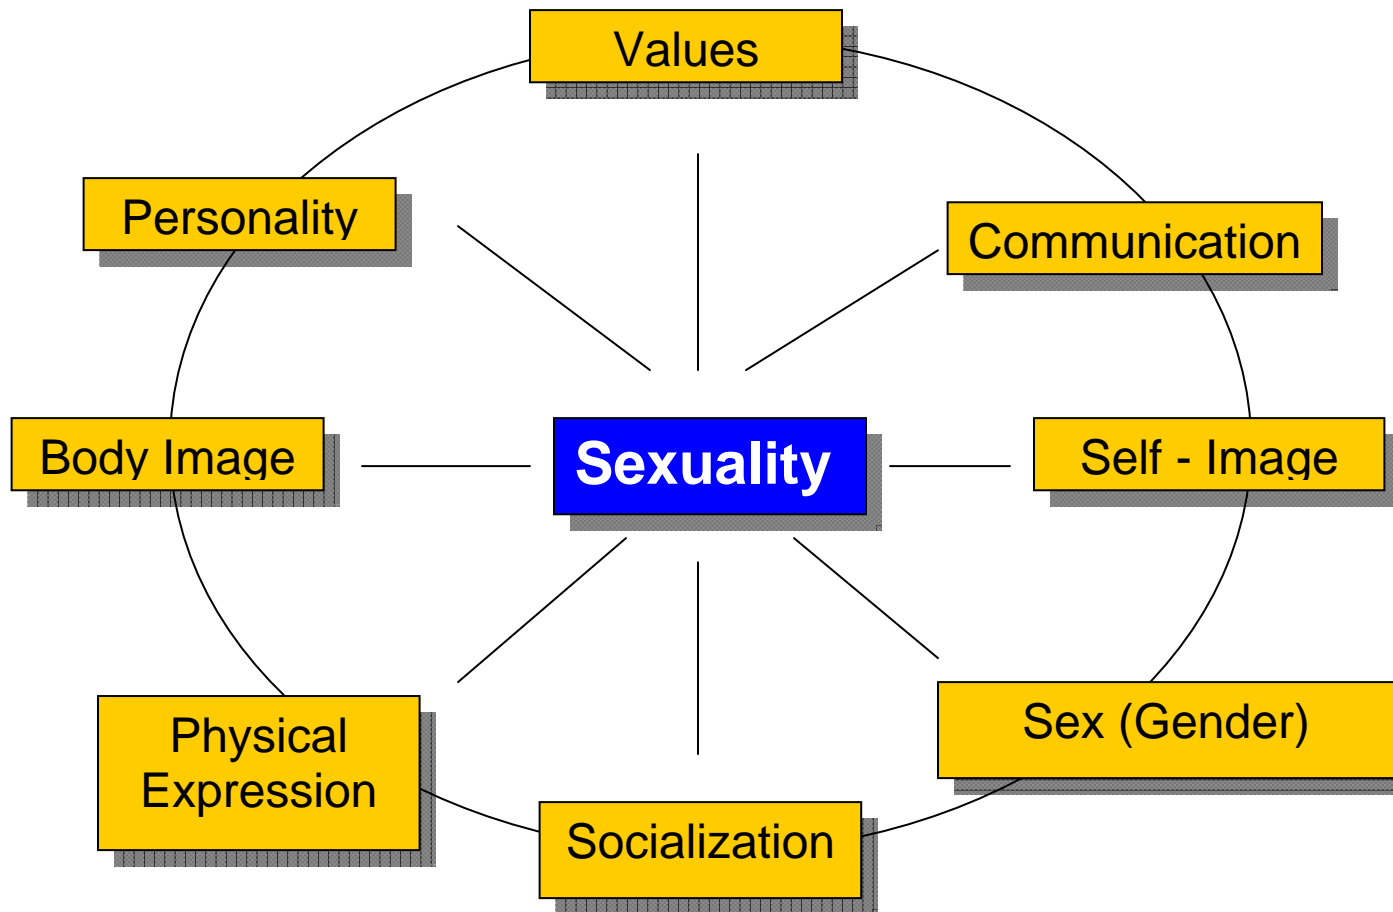 Values
Personality
Communication
Body Image
Sexuality
Self - Image
Physical
Expression
Sex (Gender)
Socialization